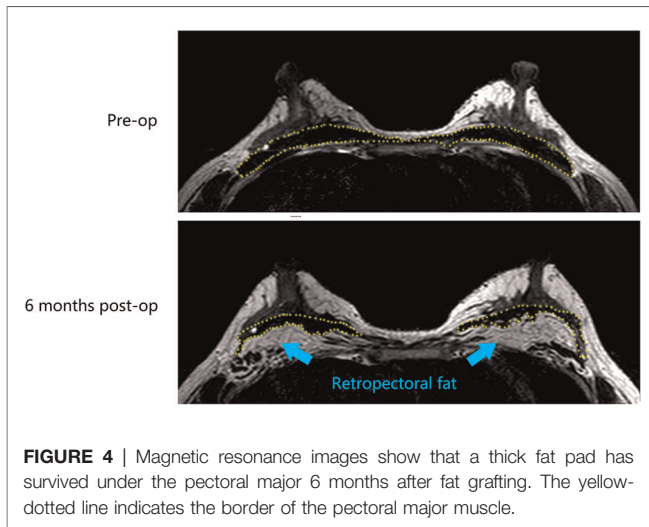 Pre-op
6 months post-op
Retropectoral fat
FIGURE 4 | Magnetic resonance images show that a thick fat pad has
survived under the pectoral major 6 months after fat grafting. The yellow-
dotted line indicates the border of the pectoral muscle.